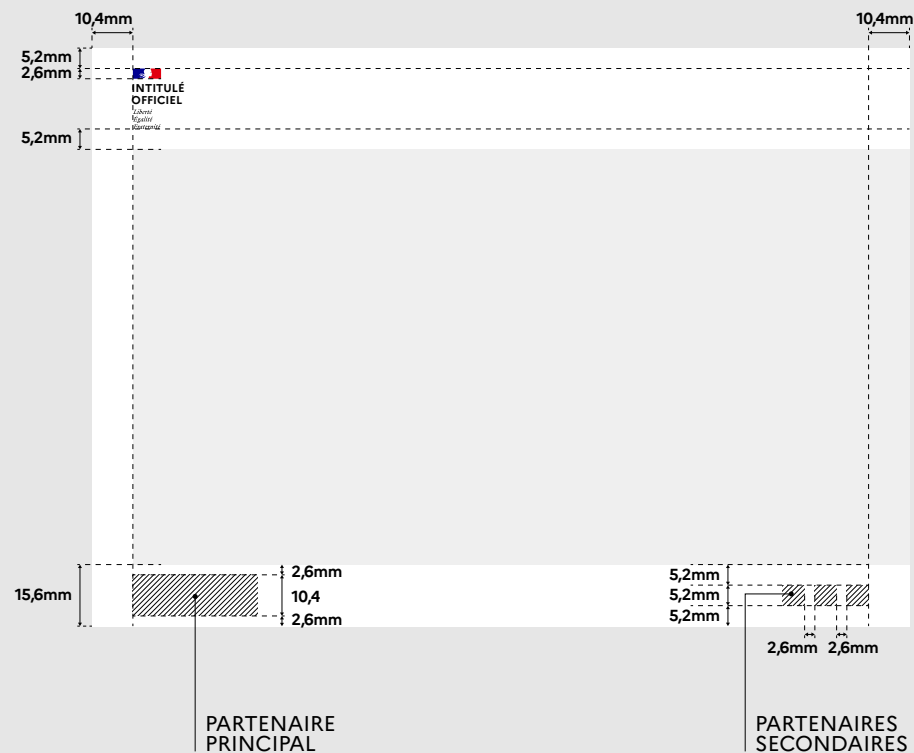 10,4mm
10,4mm
5,2mm
2,6mm
INTITULÉ
OFFICIEL
Liberté
Égalité
Fraternité
5,2mm
2,6mm
15,6mm
10,4
2,6mm
5,2mm
5,2mm
5,2mm
2,6mm
2,6mm
PARTENAIRE
PRINCIPAL
PARTENAIRES
SECONDAIRES